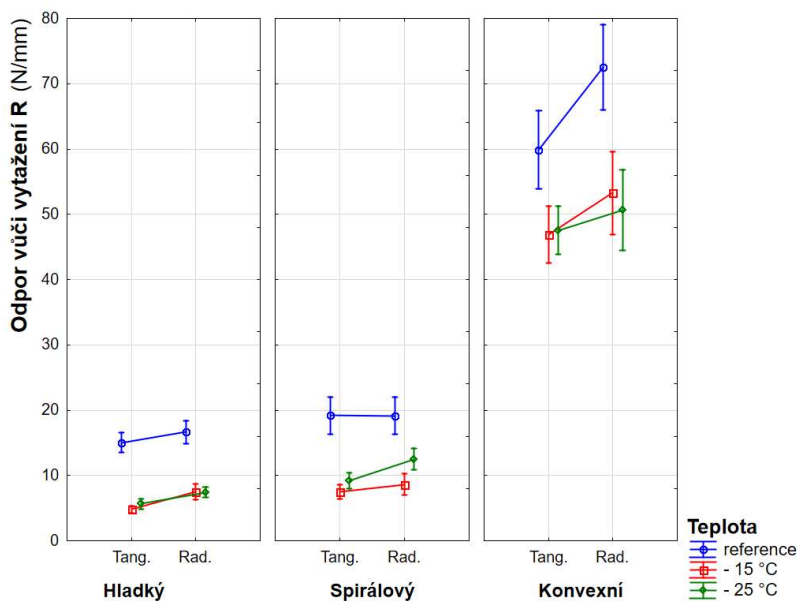 Odpor vůči vytažení R (N/mm)
80
70
60
50
40
30
20
10
0
Tang. Rad. Tang. Rad. Tang. Rad.
Hladký Spirálový Konvexní
Teplota
reference
- 15 °C
- 25 °C